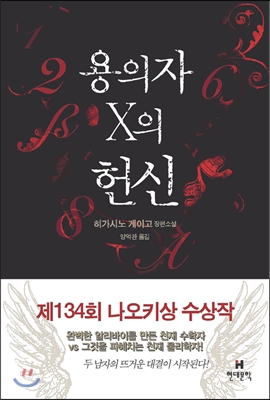 용의자
X의
헌신
히가시노 게이고 장편소설
양억관 옮김
제134회 나오키상 수상작
완벽한 알리바이를 만든 천재 수학자
vs 그것을 파헤치는 천재 물리학자!
두 남자의 뜨거운 대결이 시작된다!
현대문학